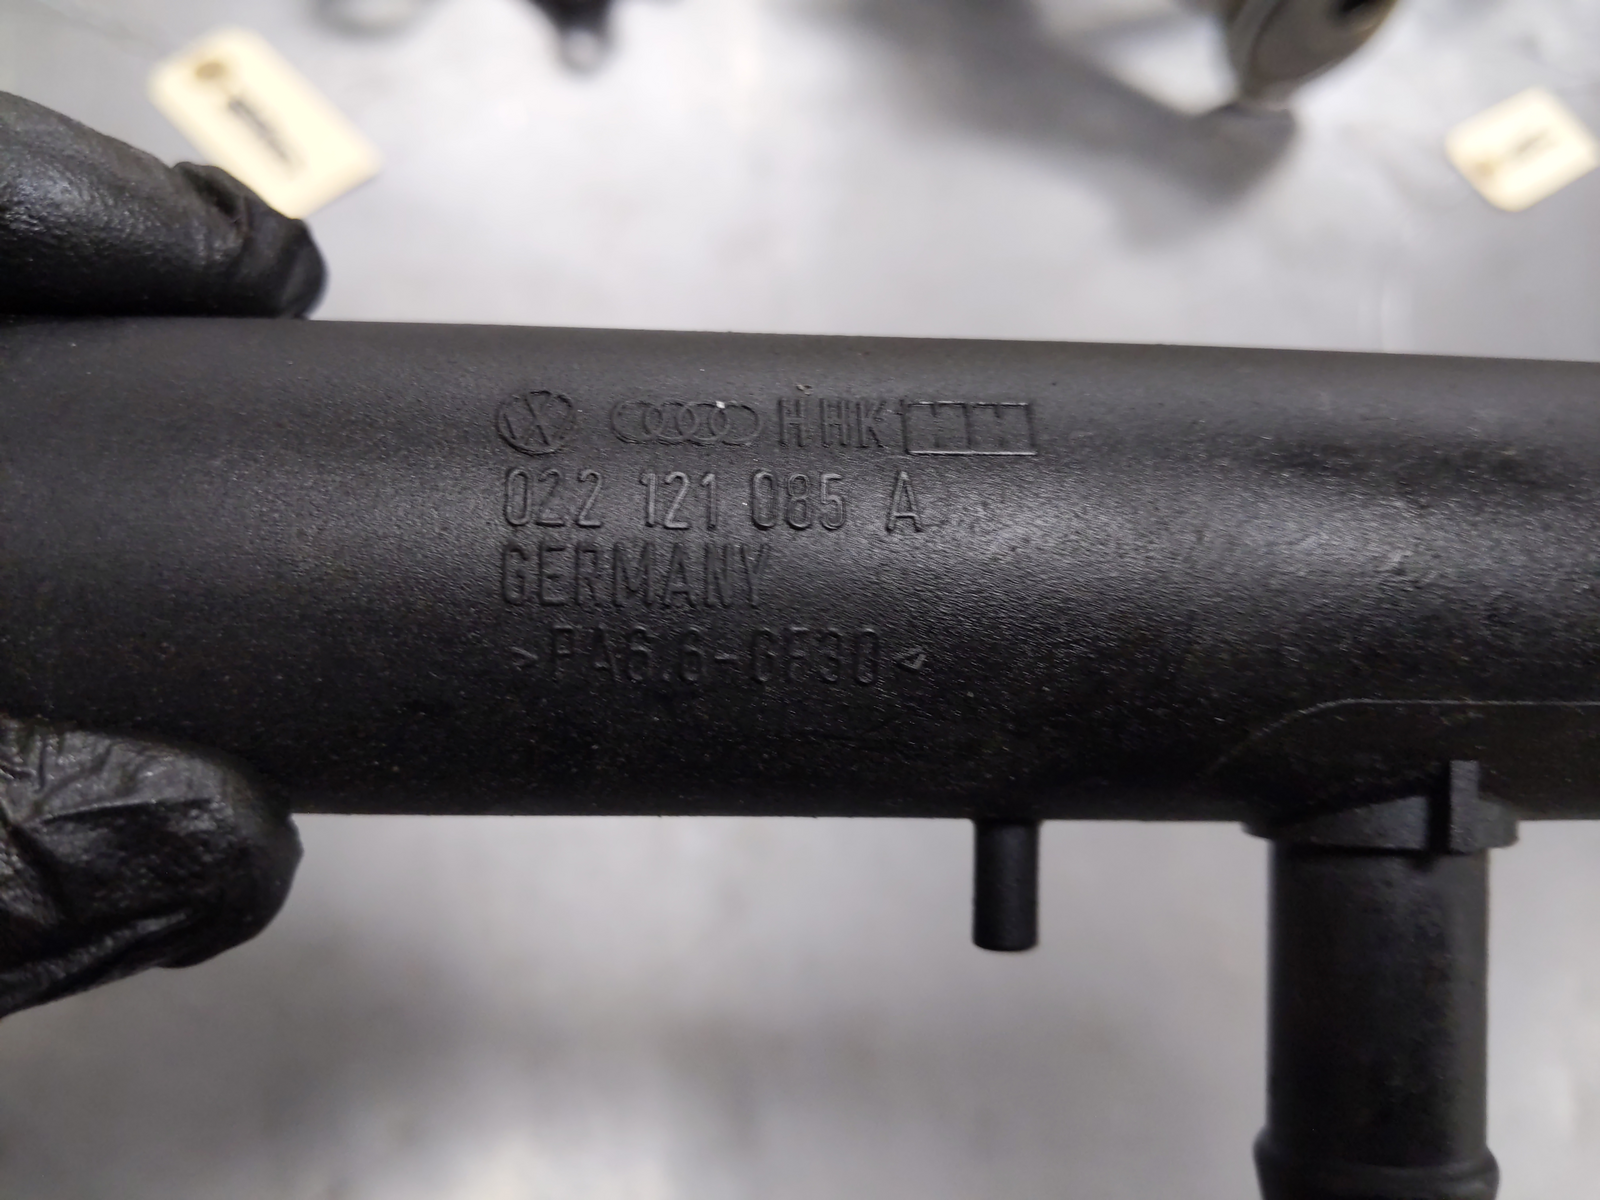 HHK
022 121 085 A
GERMANY
>PA6.6-GF30<